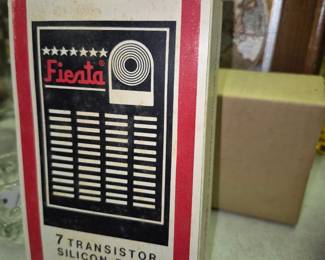 Fiesta
7 TRANSISTOR
SILICON